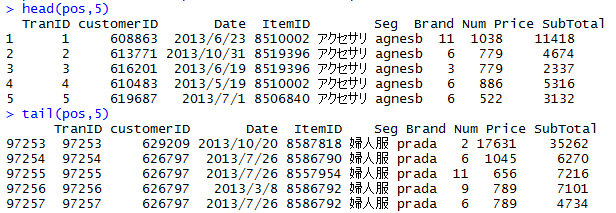 > head(pos,5)
TranID customerID Date ItemID Seg Brand Num Price SubTotal
1 1 608863 2013/6/23 8510002 アクセサリ agnesb 11 1038 11418
2 2 613771 2013/10/31 8519396 アクセサリ agnesb 6 779 4674
3 3 616201 2013/6/19 8519396 アクセサリ agnesb 3 779 2337
4 4 610483 2013/5/19 8510002 アクセサリ agnesb 6 886 5316
5 5 619687 2013/7/1 8506840 アクセサリ agnesb 6 522 3132
> tail(pos,5)
TranID customerID Date ItemID Seg Brand Num Price SubTotal
97253 97253 629209 2013/10/20 8587818 婦人服 prada 2 17631 35262
97254 97254 626797 2013/7/26 8586790 婦人服 prada 6 1045 6270
97255 97255 626797 2013/7/26 8557954 婦人服 prada 11 656 7216
97256 97256 626797 2013/3/8 8586792 婦人服 prada 9 789 7101
97257 97257 626797 2013/7/26 8586792 婦人服 prada 6 789 4734